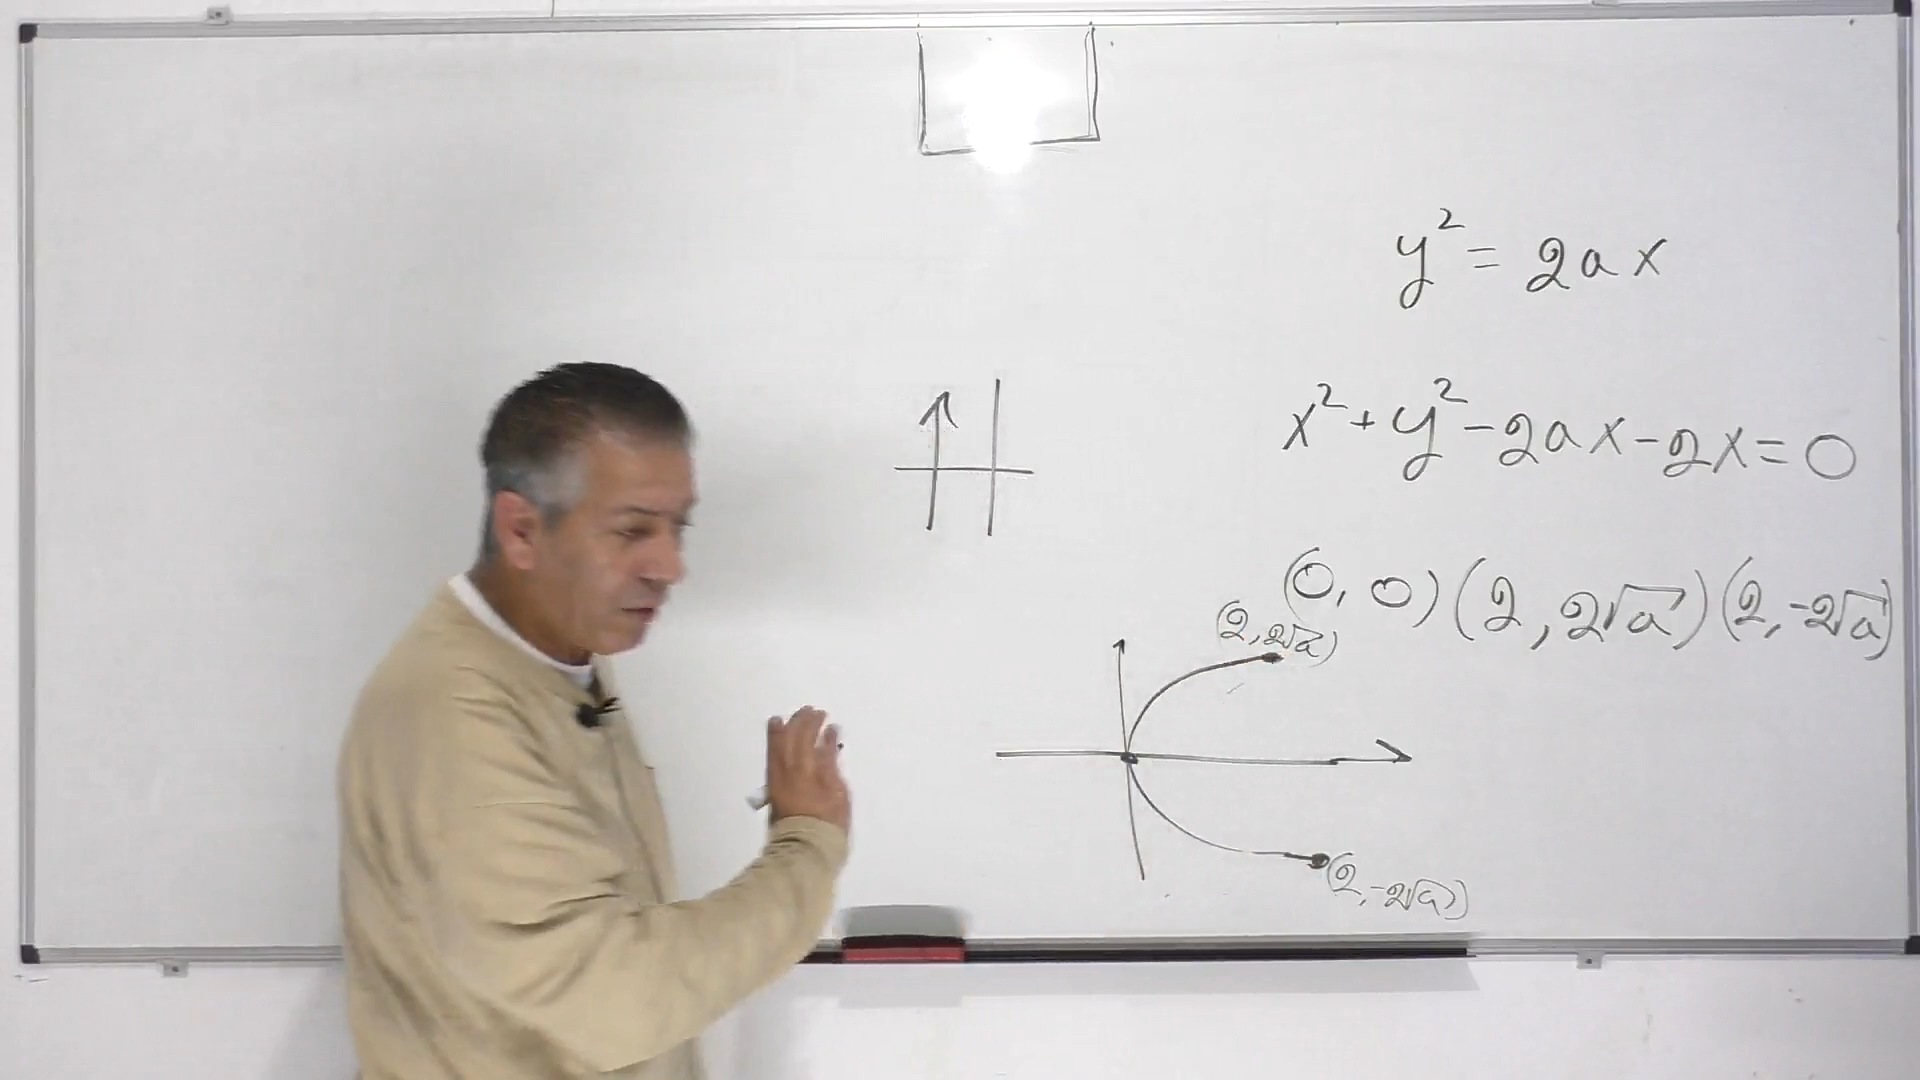 y² = 2ax
x² + y² - 2ax - 2x = 0
(0, 0) (2, 2√a) (2, -2√a)
(2, 2√a)
(2, -2√a)